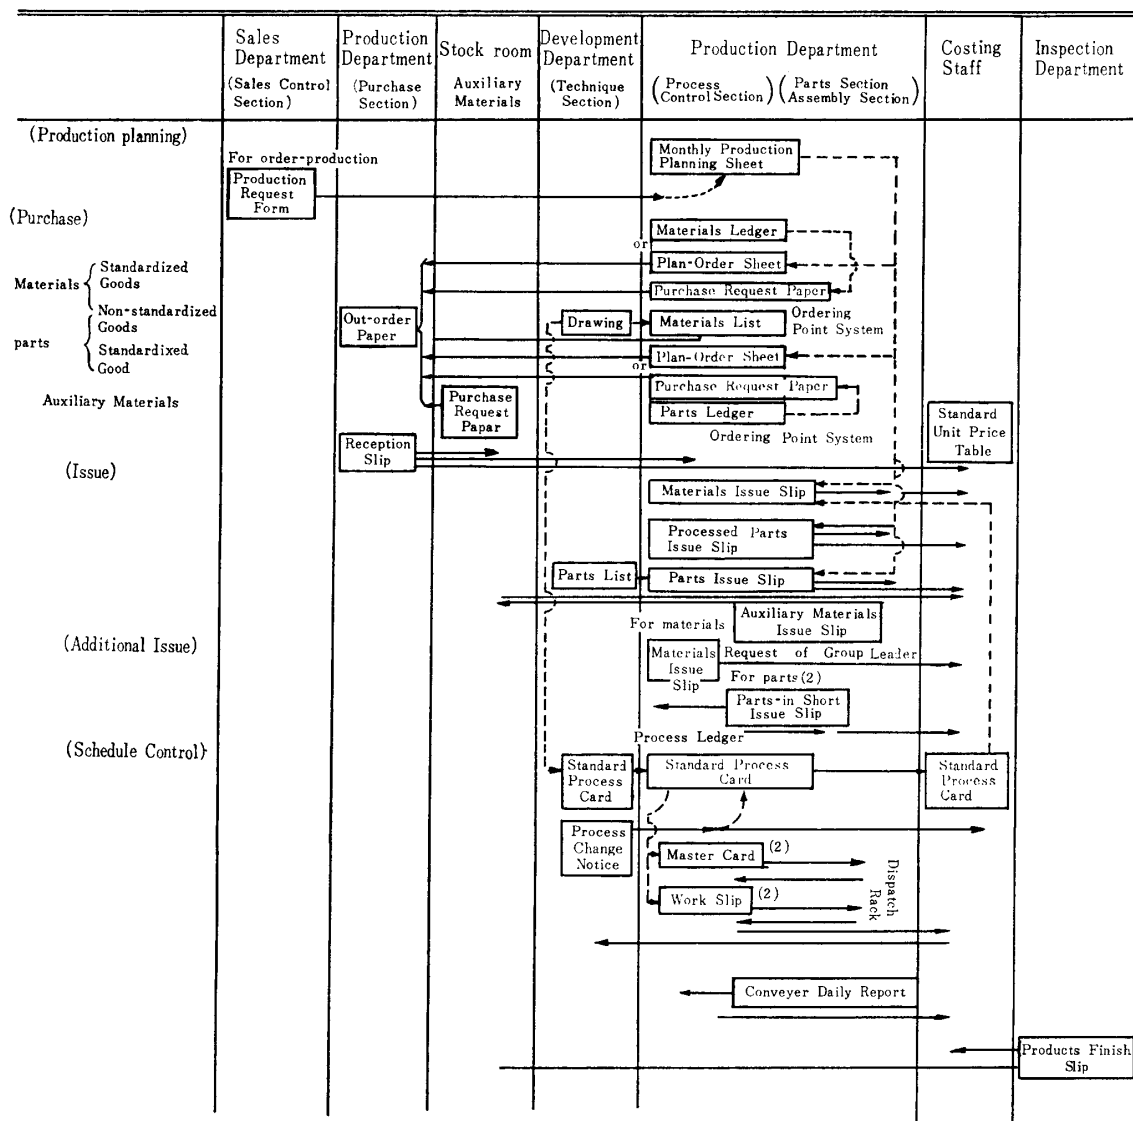 Sales
Department
(Sales Control
Section)
Production
Department
(Purchase
Section)
Stock room
Auxiliary
Materials
Development
Department
(Technique
Section)
Production Department
(Process
Control Section)
(Parts Section
Assembly Section)
Costing
Staff
Inspection
Department
(Production planning)
For order-production
Production
Request
Form
Monthly Production
Planning Sheet
(Purchase)
Materials Ledger
or
Plan-Order Sheet
Purchase Request Paper
Materials
Standardized
Goods
Non-standardized
Goods
parts
Standardixed
Good
Out-order
Paper
Drawing
Materials List
Ordering
Point System
Plan-Order Sheet
or
Purchase Request Paper
Parts Ledger
Ordering Point System
Auxiliary Materials
Purchase
Request
Papar
Standard
Unit Price
Table
Reception
Slip
(Issue)
Materials Issue Slip
Processed Parts
Issue Slip
Parts List
Parts Issue Slip
Auxiliary Materials
Issue Slip
For materials
(Additional Issue)
Materials
Issue
Slip
Request of Group Leader
For parts(2)
Parts-in Short
Issue Slip
Process Ledger
(Schedule Control)
Standard
Process
Card
Standard Process
Card
Standard
Process
Card
Process
Change
Notice
Master Card
(2)
Work Slip
(2)
Dispatch
Rack
Conveyer Daily Report
Products Finish
Slip